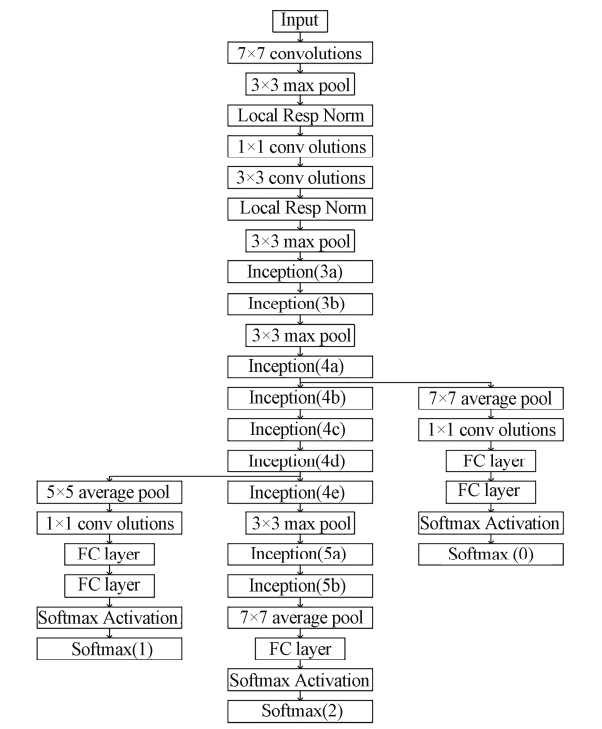 Input
7×7 convolutions
3×3 max pool
Local Resp Norm
1×1 conv olutions
3×3 conv olutions
Local Resp Norm
3×3 max pool
Inception(3a)
Inception(3b)
3×3 max pool
Inception(4a)
Inception(4b)
Inception(4c)
Inception(4d)
Inception(4e)
3×3 max pool
Inception(5a)
Inception(5b)
7×7 average pool
FC layer
Softmax Activation
Softmax(2)
7×7 average pool
1×1 conv olutions
FC layer
FC layer
Softmax Activation
Softmax (0)
5×5 average pool
1×1 conv olutions
FC layer
FC layer
Softmax Activation
Softmax(1)